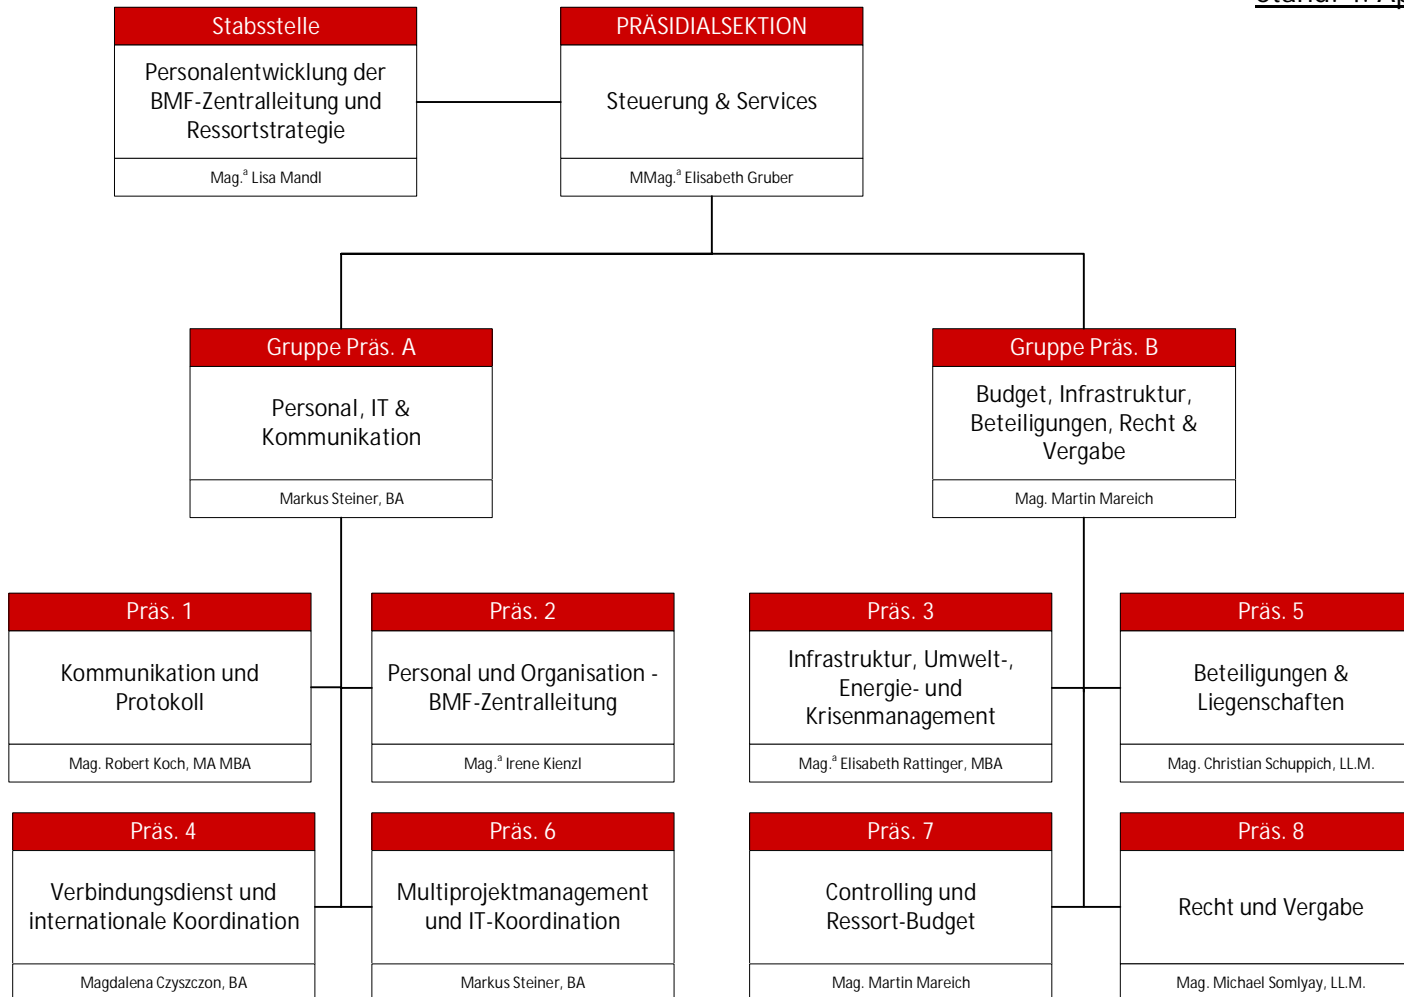 Stabsstelle
Personalentwicklung der
BMF-Zentralleitung und
Ressortstrategie
Mag.ᵃ Lisa Mandl
PRÄSIDIALSEKTION
Steuerung & Services
MMag.ᵃ Elisabeth Gruber
Gruppe Präs. A
Personal, IT &
Kommunikation
Markus Steiner, BA
Gruppe Präs. B
Budget, Infrastruktur,
Beteiligungen, Recht &
Vergabe
Mag. Martin Mareich
Präs. 1
Kommunikation und
Protokoll
Mag. Robert Koch, MA MBA
Präs. 2
Personal und Organisation -
BMF-Zentralleitung
Mag.ᵃ Irene Kienzl
Präs. 3
Infrastruktur, Umwelt-,
Energie- und
Krisenmanagement
Mag.ᵃ Elisabeth Rattinger, MBA
Präs. 5
Beteiligungen &
Liegenschaften
Mag. Christian Schuppich, LL.M.
Präs. 4
Verbindungsdienst und
internationale Koordination
Magdalena Czyszczon, BA
Präs. 6
Multiprojektmanagement
und IT-Koordination
Markus Steiner, BA
Präs. 7
Controlling und
Ressort-Budget
Mag. Martin Mareich
Präs. 8
Recht und Vergabe
Mag. Michael Somlyay, LL.M.